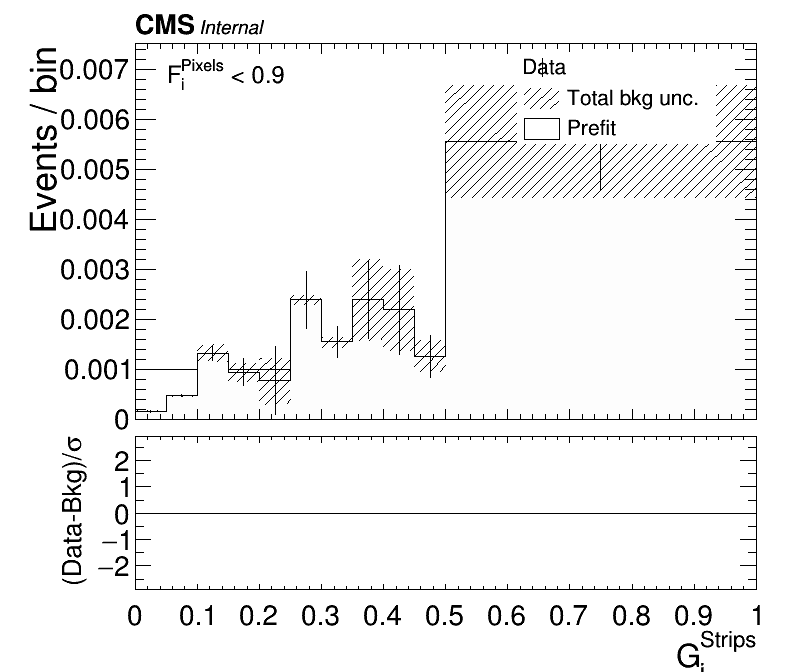 CMS Internal
F_i^Pixels < 0.9
Data
Total bkg unc.
Prefit
Events / bin
0.007
0.006
0.005
0.004
0.003
0.002
0.001
0
(Data-Bkg)/σ
2
1
0
−1
−2
0 0.1 0.2 0.3 0.4 0.5 0.6 0.7 0.8 0.9 1
G_i^Strips